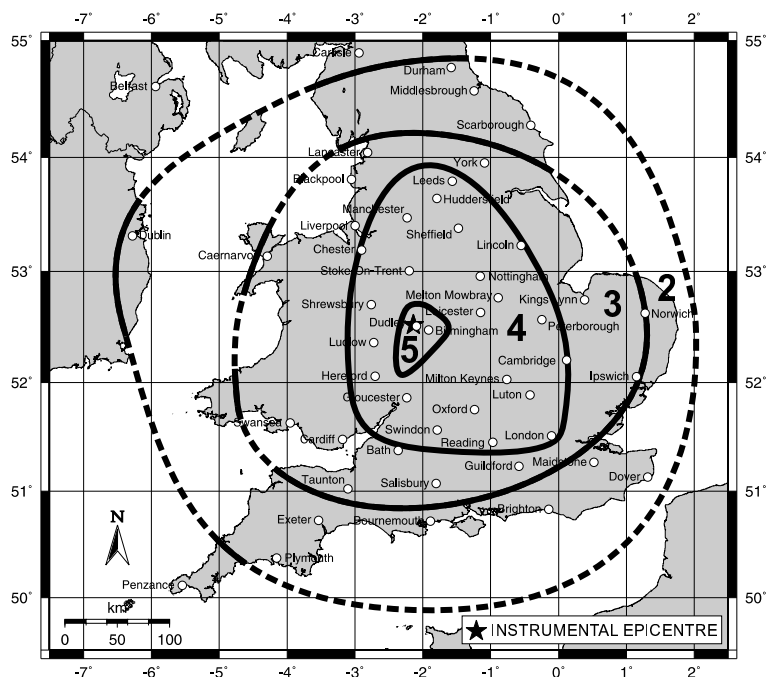 -7° -6° -5° -4° -3° -2° -1° 0° 1° 2°
55° 55°
Carlisle
Durham
Belfast
Middlesbrough
Scarborough
54° 54°
Lancaster
York
Blackpool
Leeds
Huddersfield
Manchester
Liverpool
Dublin
Sheffield
Lincoln
Chester
Caernarvon
53° 53°
Stoke-On-Trent
Nottingham
2
Melton Mowbray
Kings Lynn
3
Shrewsbury
Leicester
Norwich
Dudley
4
Peterborough
Birmingham
5
Ludlow
Cambridge
52° 52°
Hereford
Milton Keynes
Ipswich
Gloucester
Luton
Oxford
Swansea
Swindon
Cardiff
Reading
London
Bath
Guildford
Maidstone
51° 51°
Taunton
Salisbury
Dover
Brighton
N
Exeter
Bournemouth
Plymouth
Penzance
50° 50°
km
0 50 100
INSTRUMENTAL EPICENTRE
-7° -6° -5° -4° -3° -2° -1° 0° 1° 2°